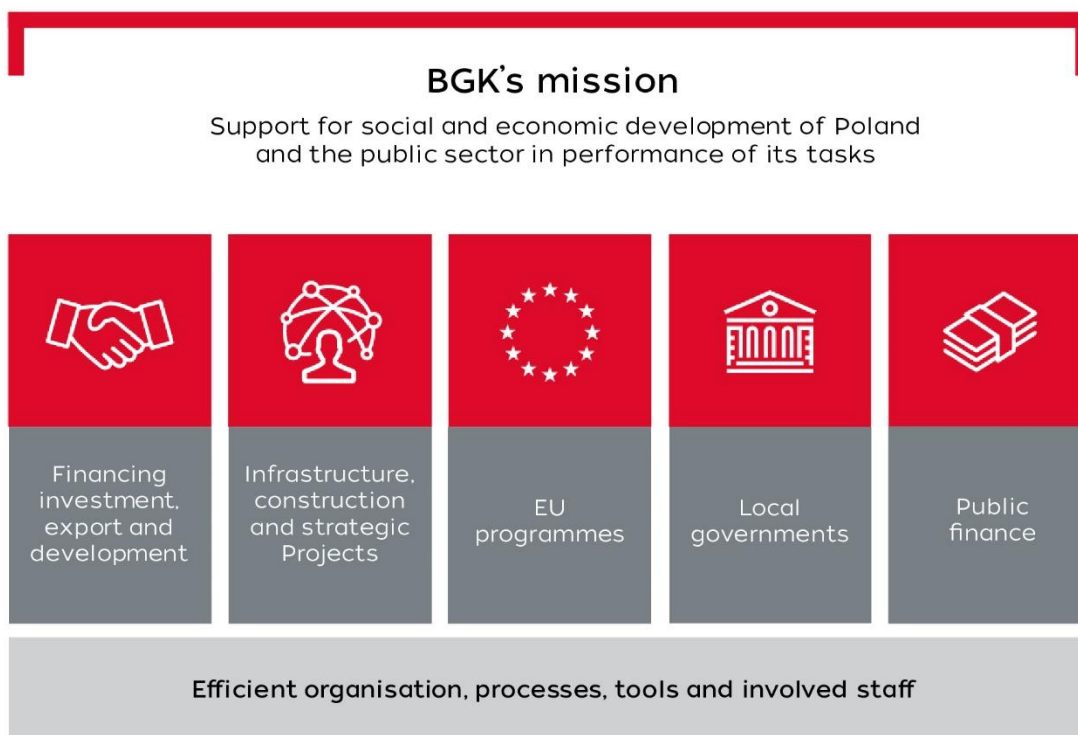 BGK's mission
Support for social and economic development of Poland
and the public sector in performance of its tasks
Financing
investment,
export and
development
Infrastructure,
construction
and strategic
Projects
EU
programmes
Local
governments
Public
finance
Efficient organisation, processes, tools and involved staff